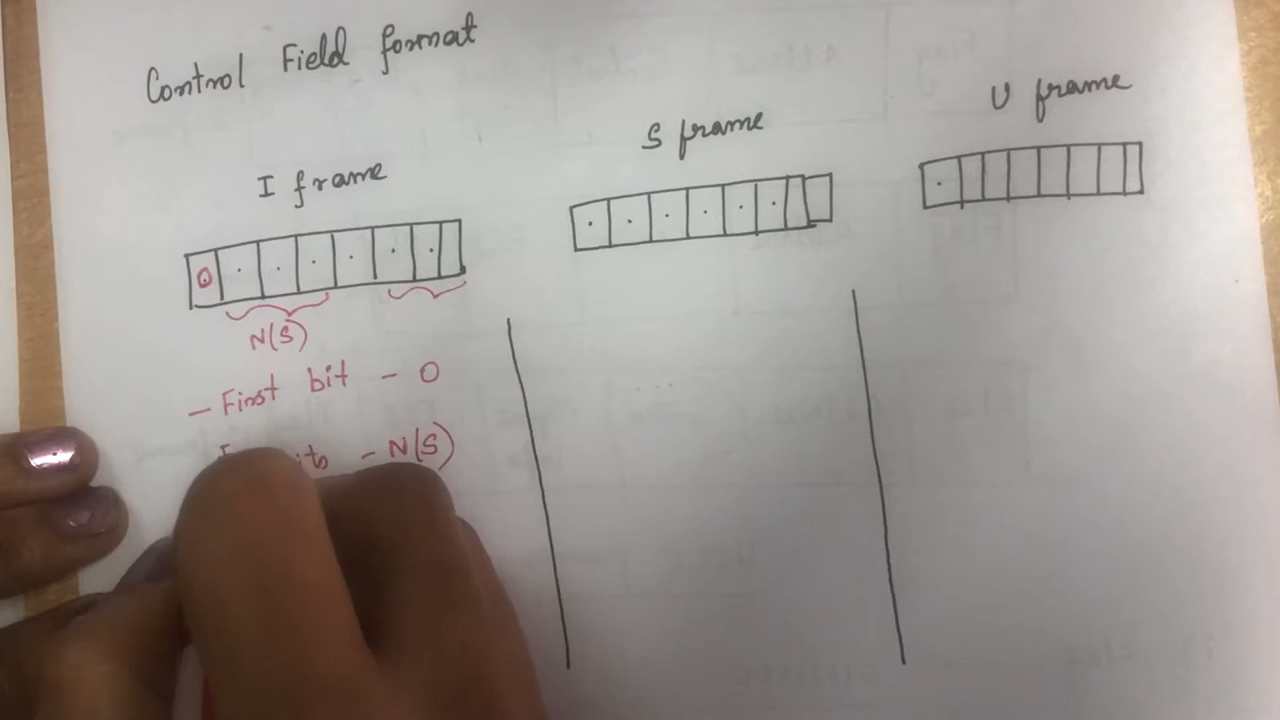 Control Field format
I frame
S frame
U frame
0
N(S)
- First bit - 0
- N(S)